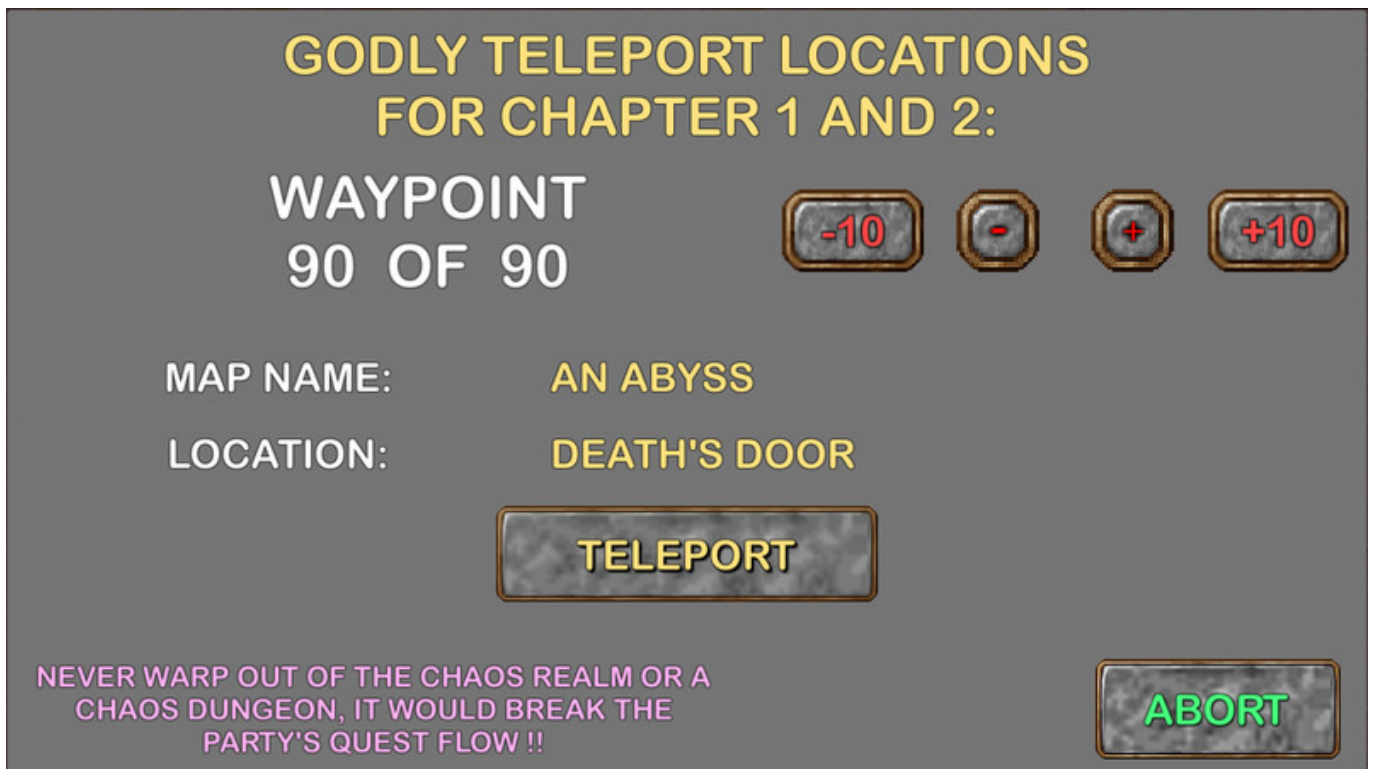 GODLY TELEPORT LOCATIONS
FOR CHAPTER 1 AND 2:
WAYPOINT
90 OF 90
-10
-
+
+10
MAP NAME: AN ABYSS
LOCATION: DEATH'S DOOR
TELEPORT
NEVER WARP OUT OF THE CHAOS REALM OR A
CHAOS DUNGEON, IT WOULD BREAK THE
PARTY'S QUEST FLOW !!
ABORT